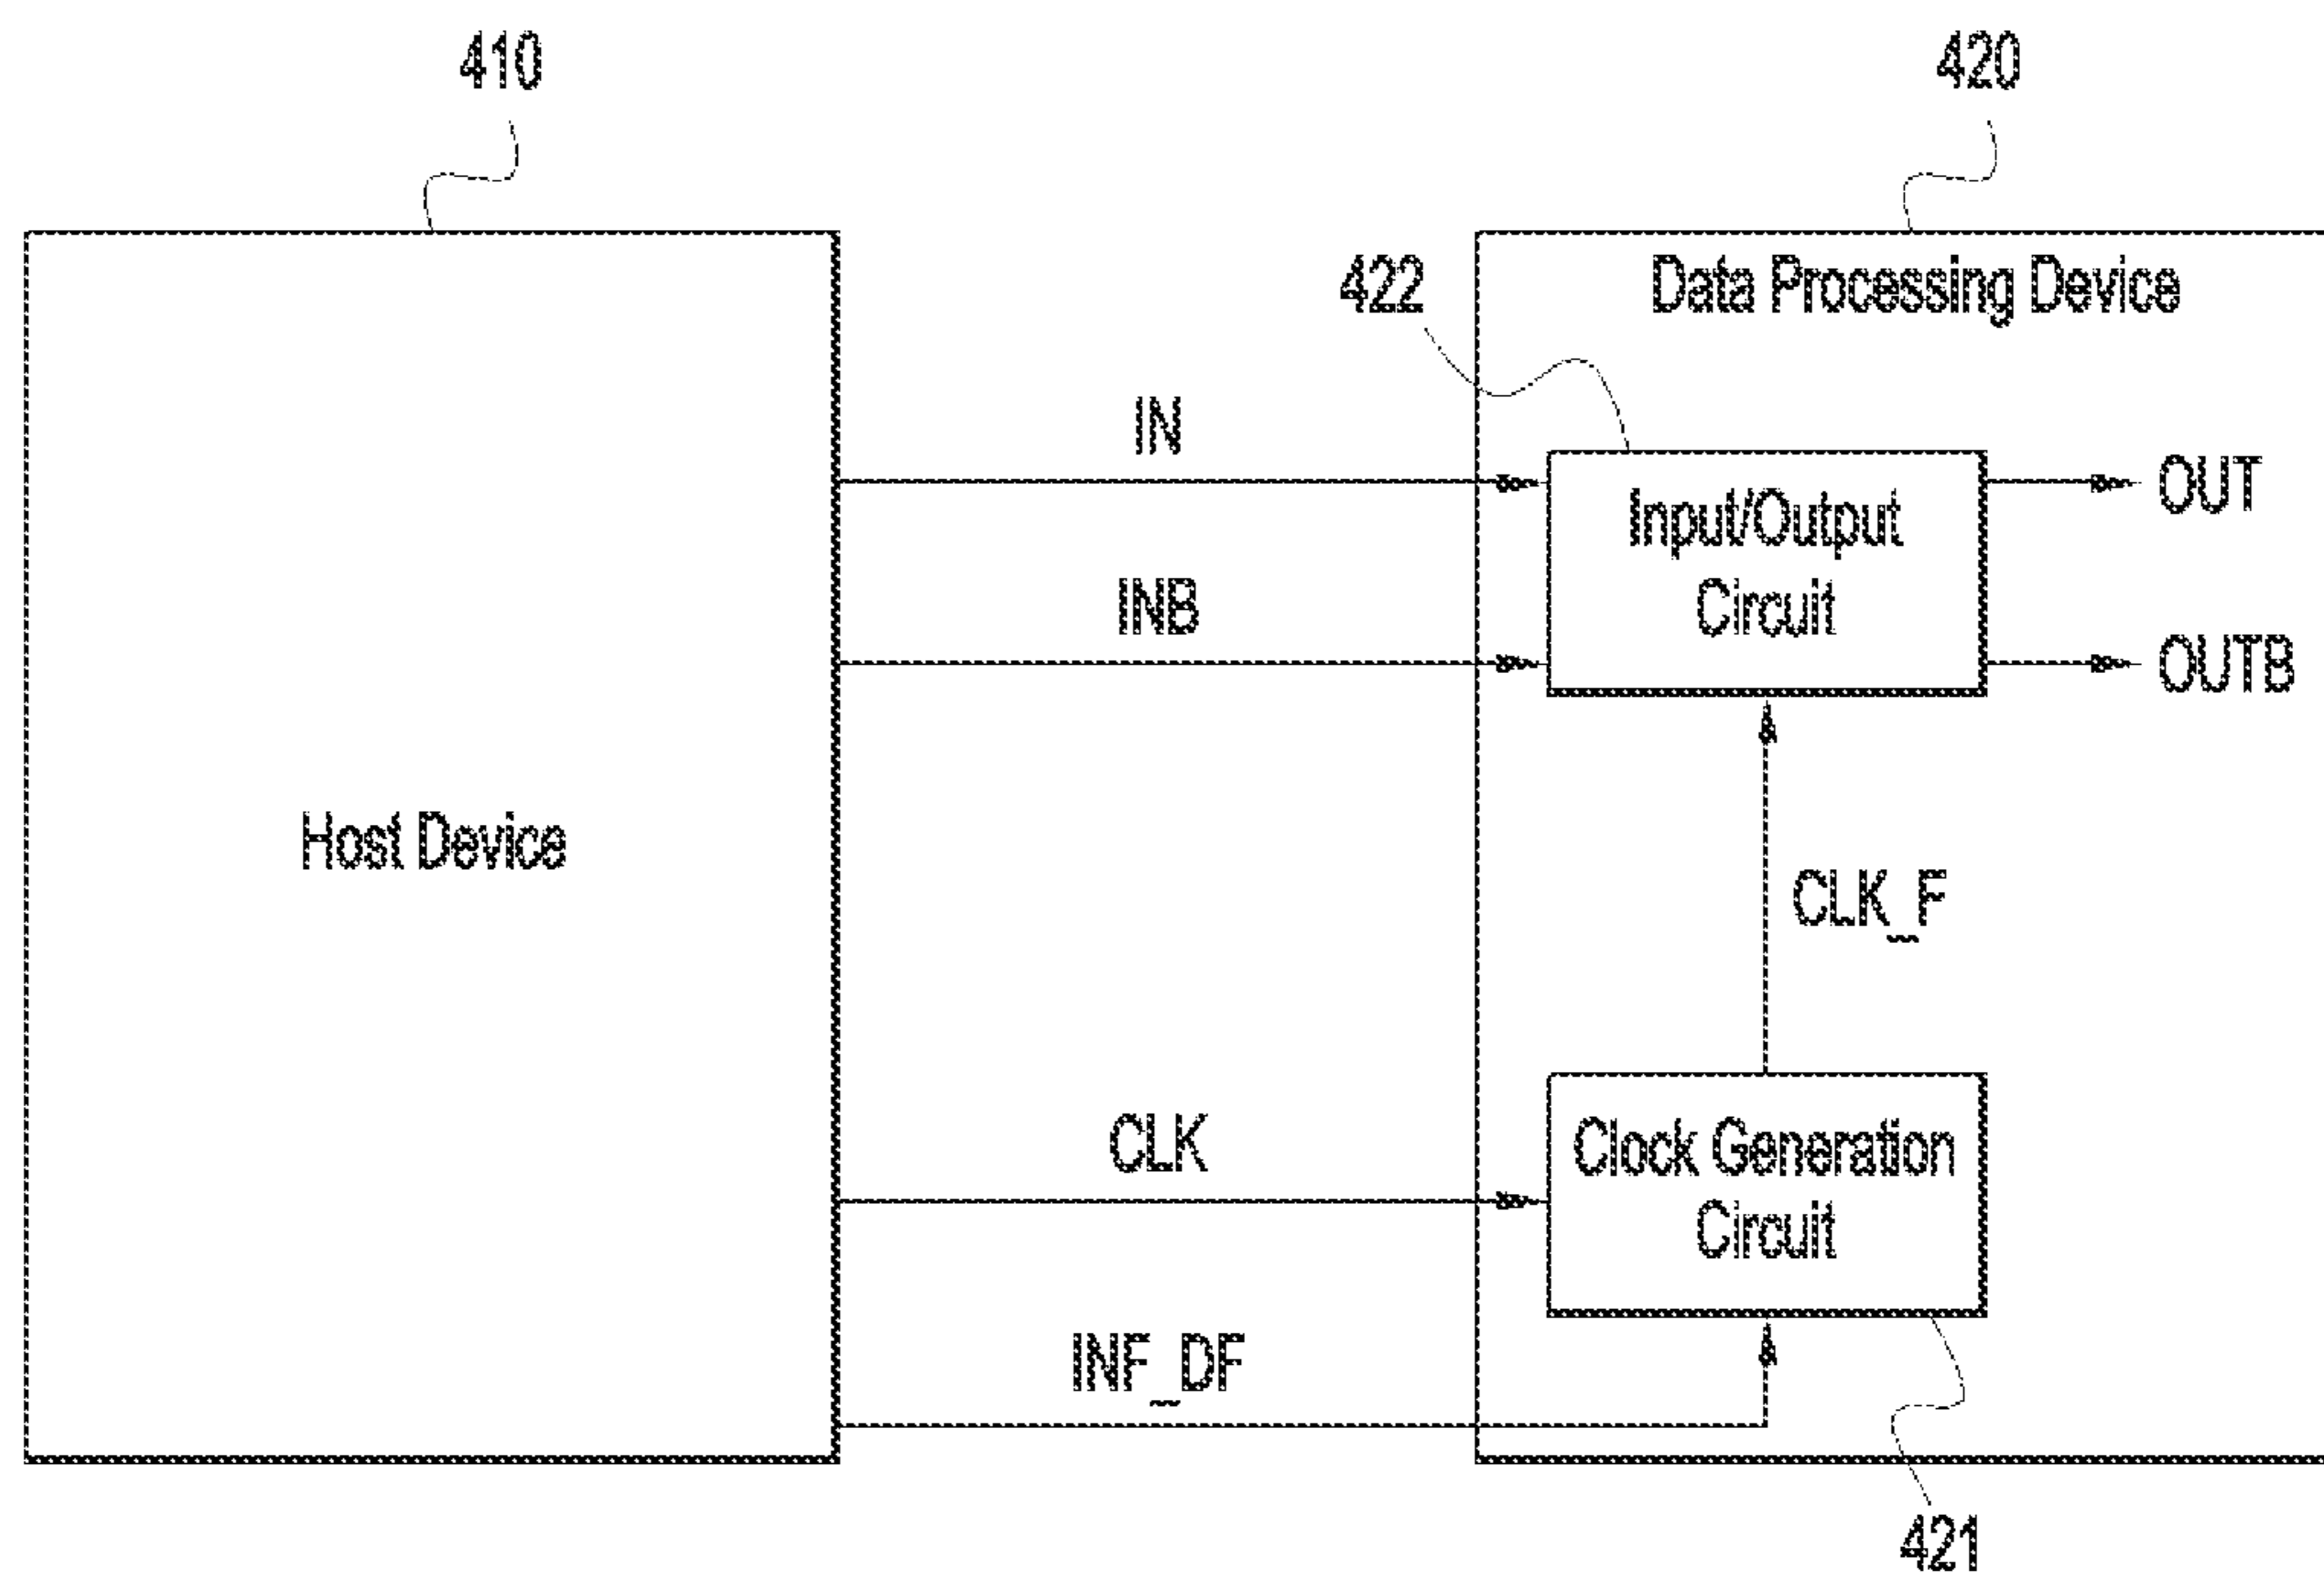 410
420
422
Data Processing Device
IN
Input/Output
Circuit
OUT
INB
OUTB
Host Device
CLK_F
CLK
Clock Generation
Circuit
INF_DF
421